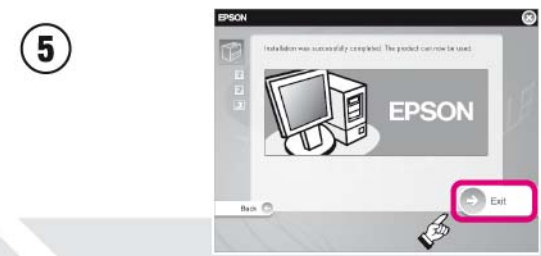 5
EPSON
Installation was successfully completed. The product can now be used.
EPSON
Back
Exit